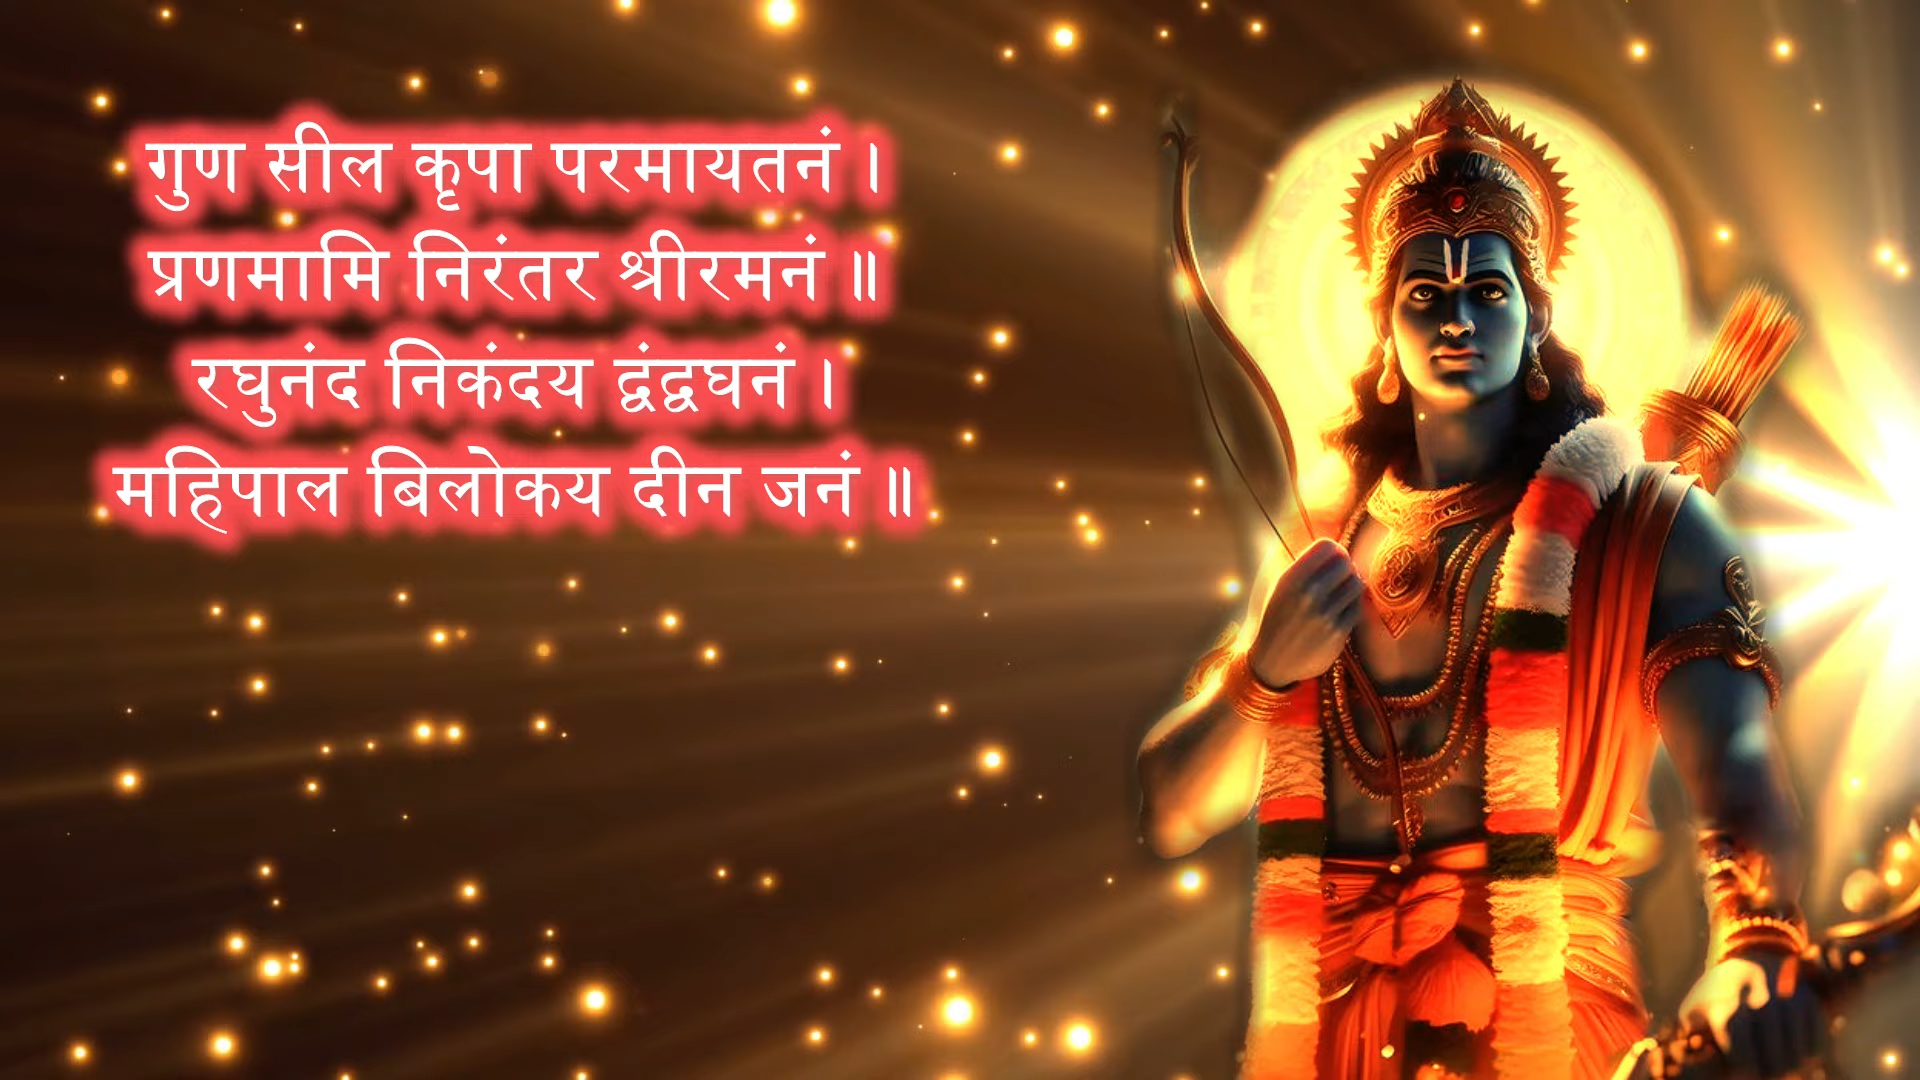 गुण सील कृपा परमायतनं ।
प्रणमामि निरंतर श्रीरमनं ॥
रघुनंद निकंदय द्वंद्वघनं ।
महिपाल बिलोकय दीन जनं ॥